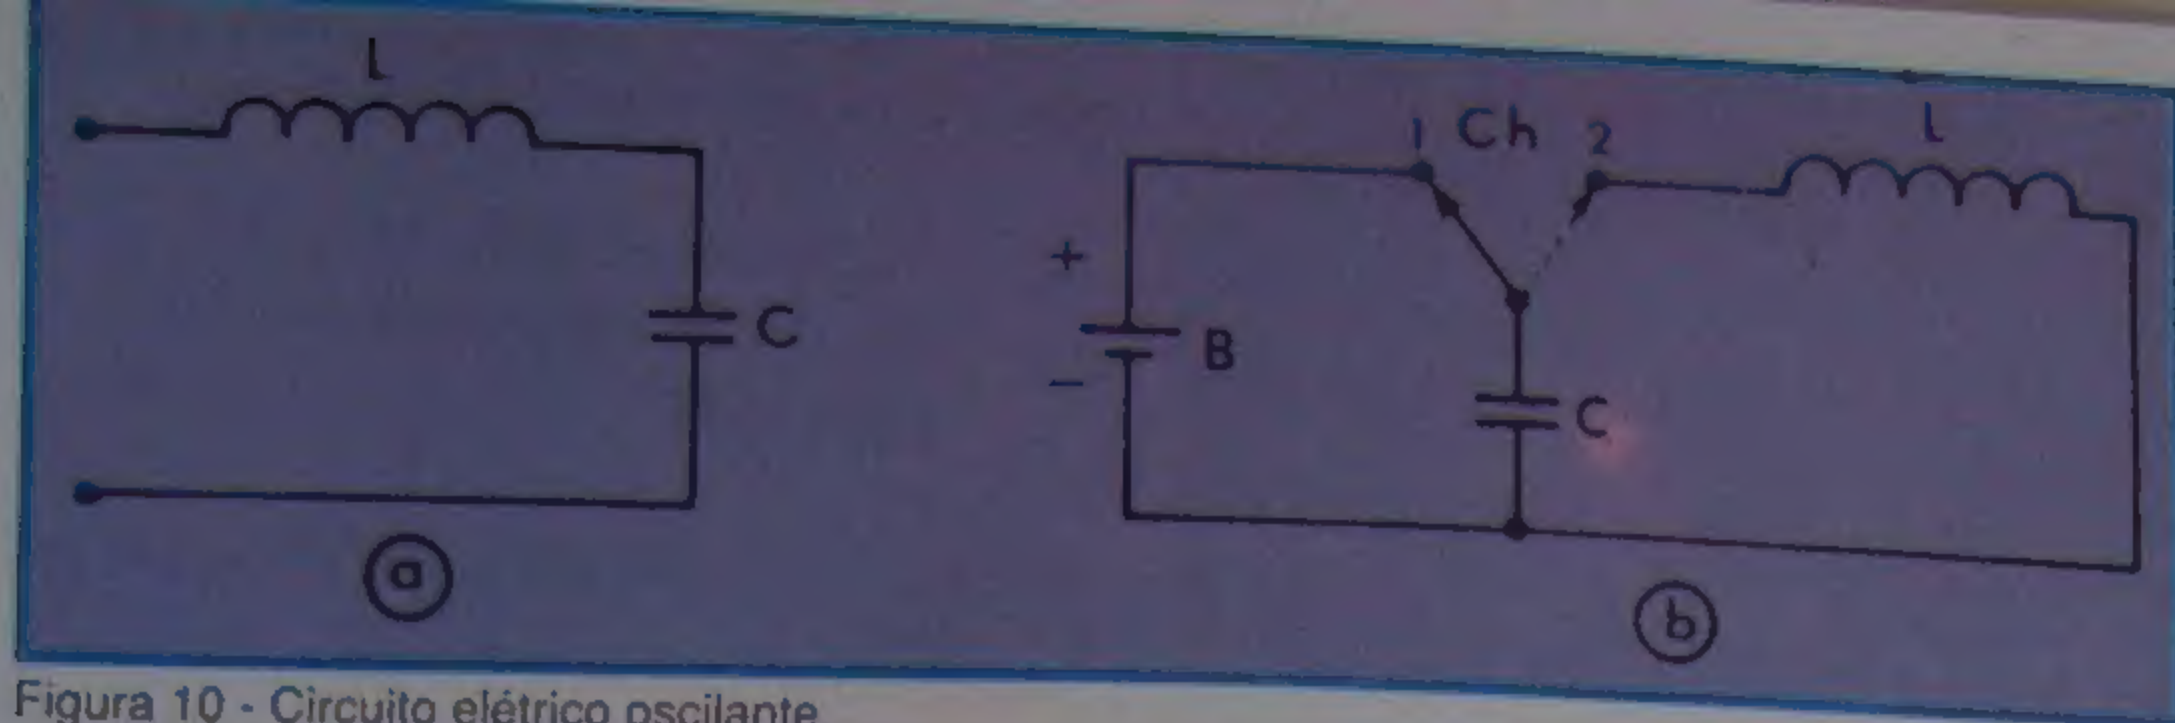 L
C
a
1 Ch 2
L
+
B
−
C
b
Figura 10 - Circuito elétrico oscilante